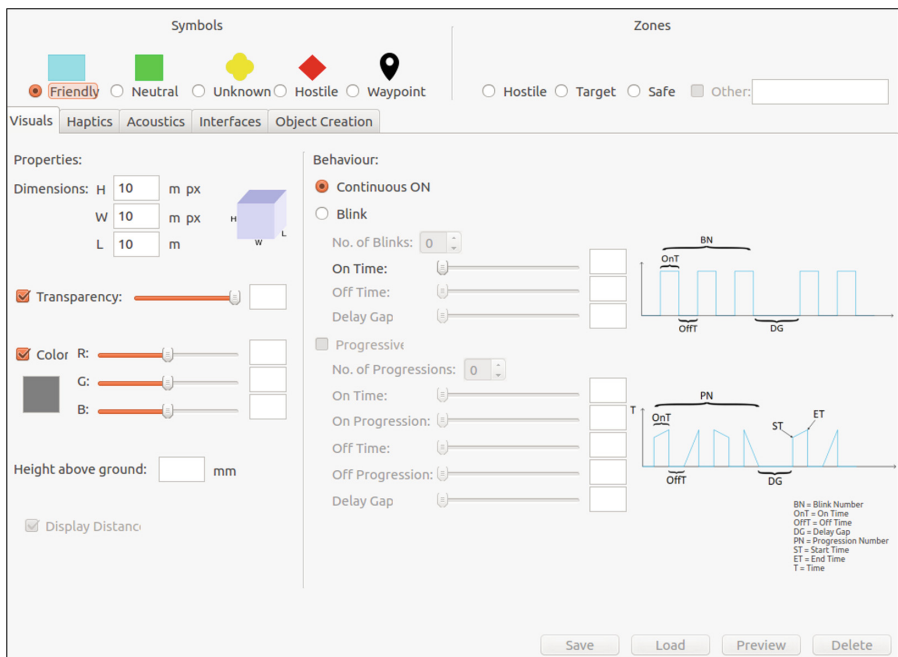 Symbols
Zones
Friendly Neutral Unknown Hostile Waypoint
Hostile Target Safe Other:
Visuals Haptics Acoustics Interfaces Object Creation
Properties:
Dimensions: H 10 m px
W 10 m px
L 10 m
H
L
W
Transparency:
Color R:
G:
B:
Height above ground: mm
Display Distanc
Behaviour:
Continuous ON
Blink
No. of Blinks: 0
On Time:
Off Time:
Delay Gap
Progressive
No. of Progressions: 0
On Time:
On Progression:
Off Time:
Off Progression:
Delay Gap
BN
OnT
OffT
DG
PN
T
OnT
ST
ET
OffT
DG
BN = Blink Number
OnT = On Time
OffT = Off Time
DG = Delay Gap
PN = Progression Number
ST = Start Time
ET = End Time
T = Time
Save Load Preview Delete